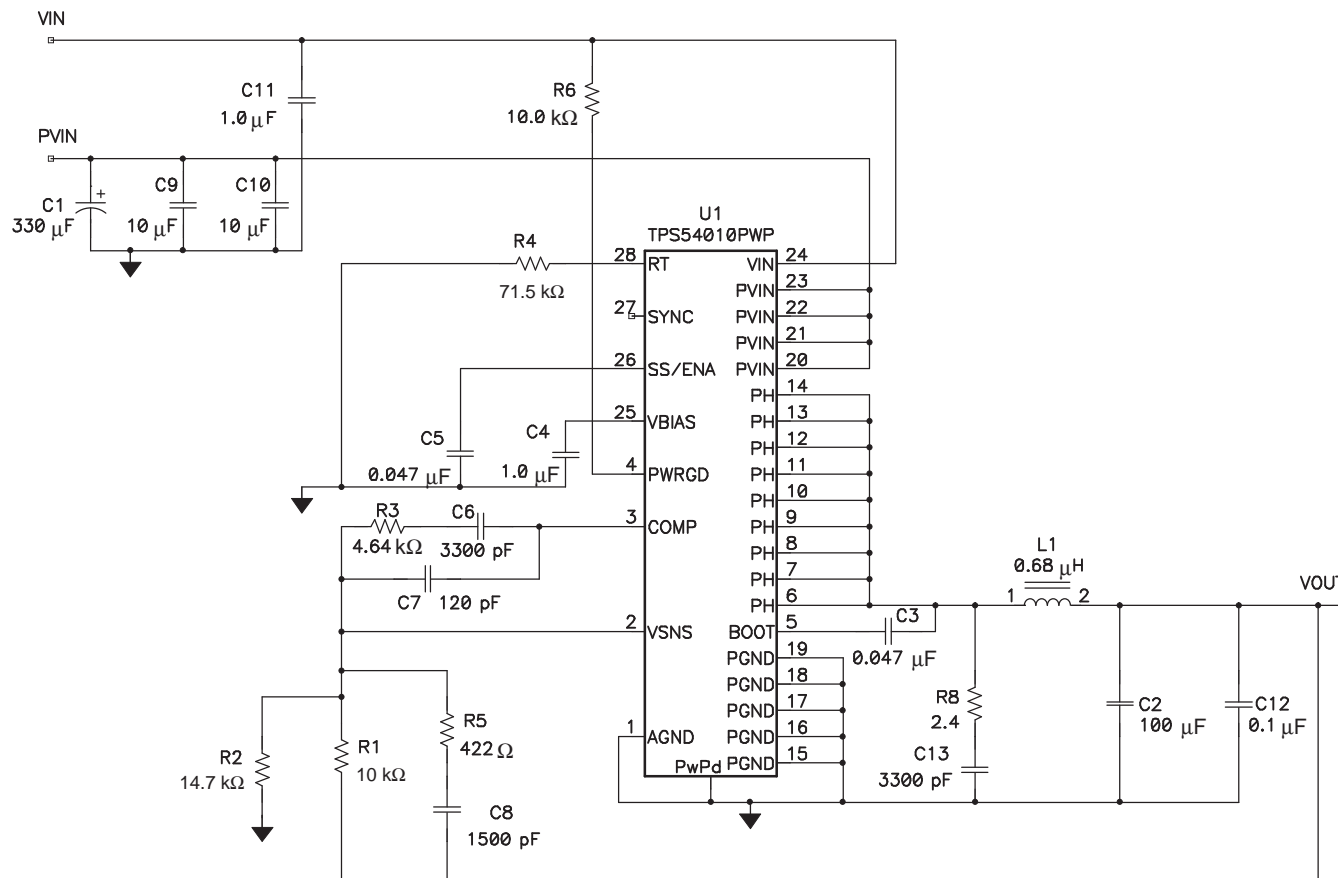 VIN
C11
1.0 µF
R6
10.0 kΩ
PVIN
C1
330 µF
+
C9
10 µF
C10
10 µF
U1
TPS54010PWP
R4
71.5 kΩ
28 RT
VIN 24
PVIN 23
27 SYNC
PVIN 22
PVIN 21
26 SS/ENA
PVIN 20
PH 14
25 VBIAS
PH 13
C5
0.047 µF
C4
1.0 µF
PH 12
4 PWRGD
PH 11
PH 10
R3
4.64 kΩ
C6
3300 pF
3 COMP
PH 9
PH 8
C7
120 pF
PH 7
L1
0.68 µH
1
2
VOUT
PH 6
2 VSNS
BOOT 5
C3
0.047 µF
PGND 19
PGND 18
PGND 17
1 AGND
PGND 16
PGND 15
PwPd
R8
2.4
C13
3300 pF
C2
100 µF
C12
0.1 µF
R2
14.7 kΩ
R1
10 kΩ
R5
422 Ω
C8
1500 pF